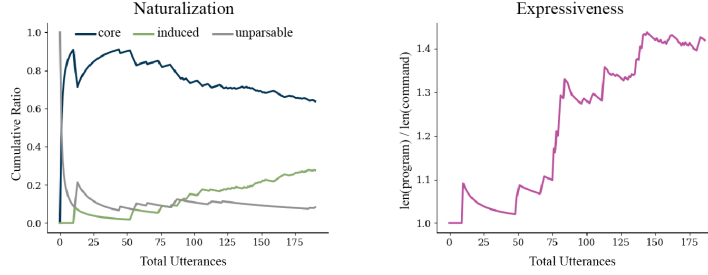 Naturalization
core induced unparsable
Cumulative Ratio
1.0
0.8
0.6
0.4
0.2
0.0
0 25 50 75 100 125 150 175
Total Utterances
Expressiveness
len(program) / len(command)
1.4
1.3
1.2
1.1
1.0
0 25 50 75 100 125 150 175
Total Utterances